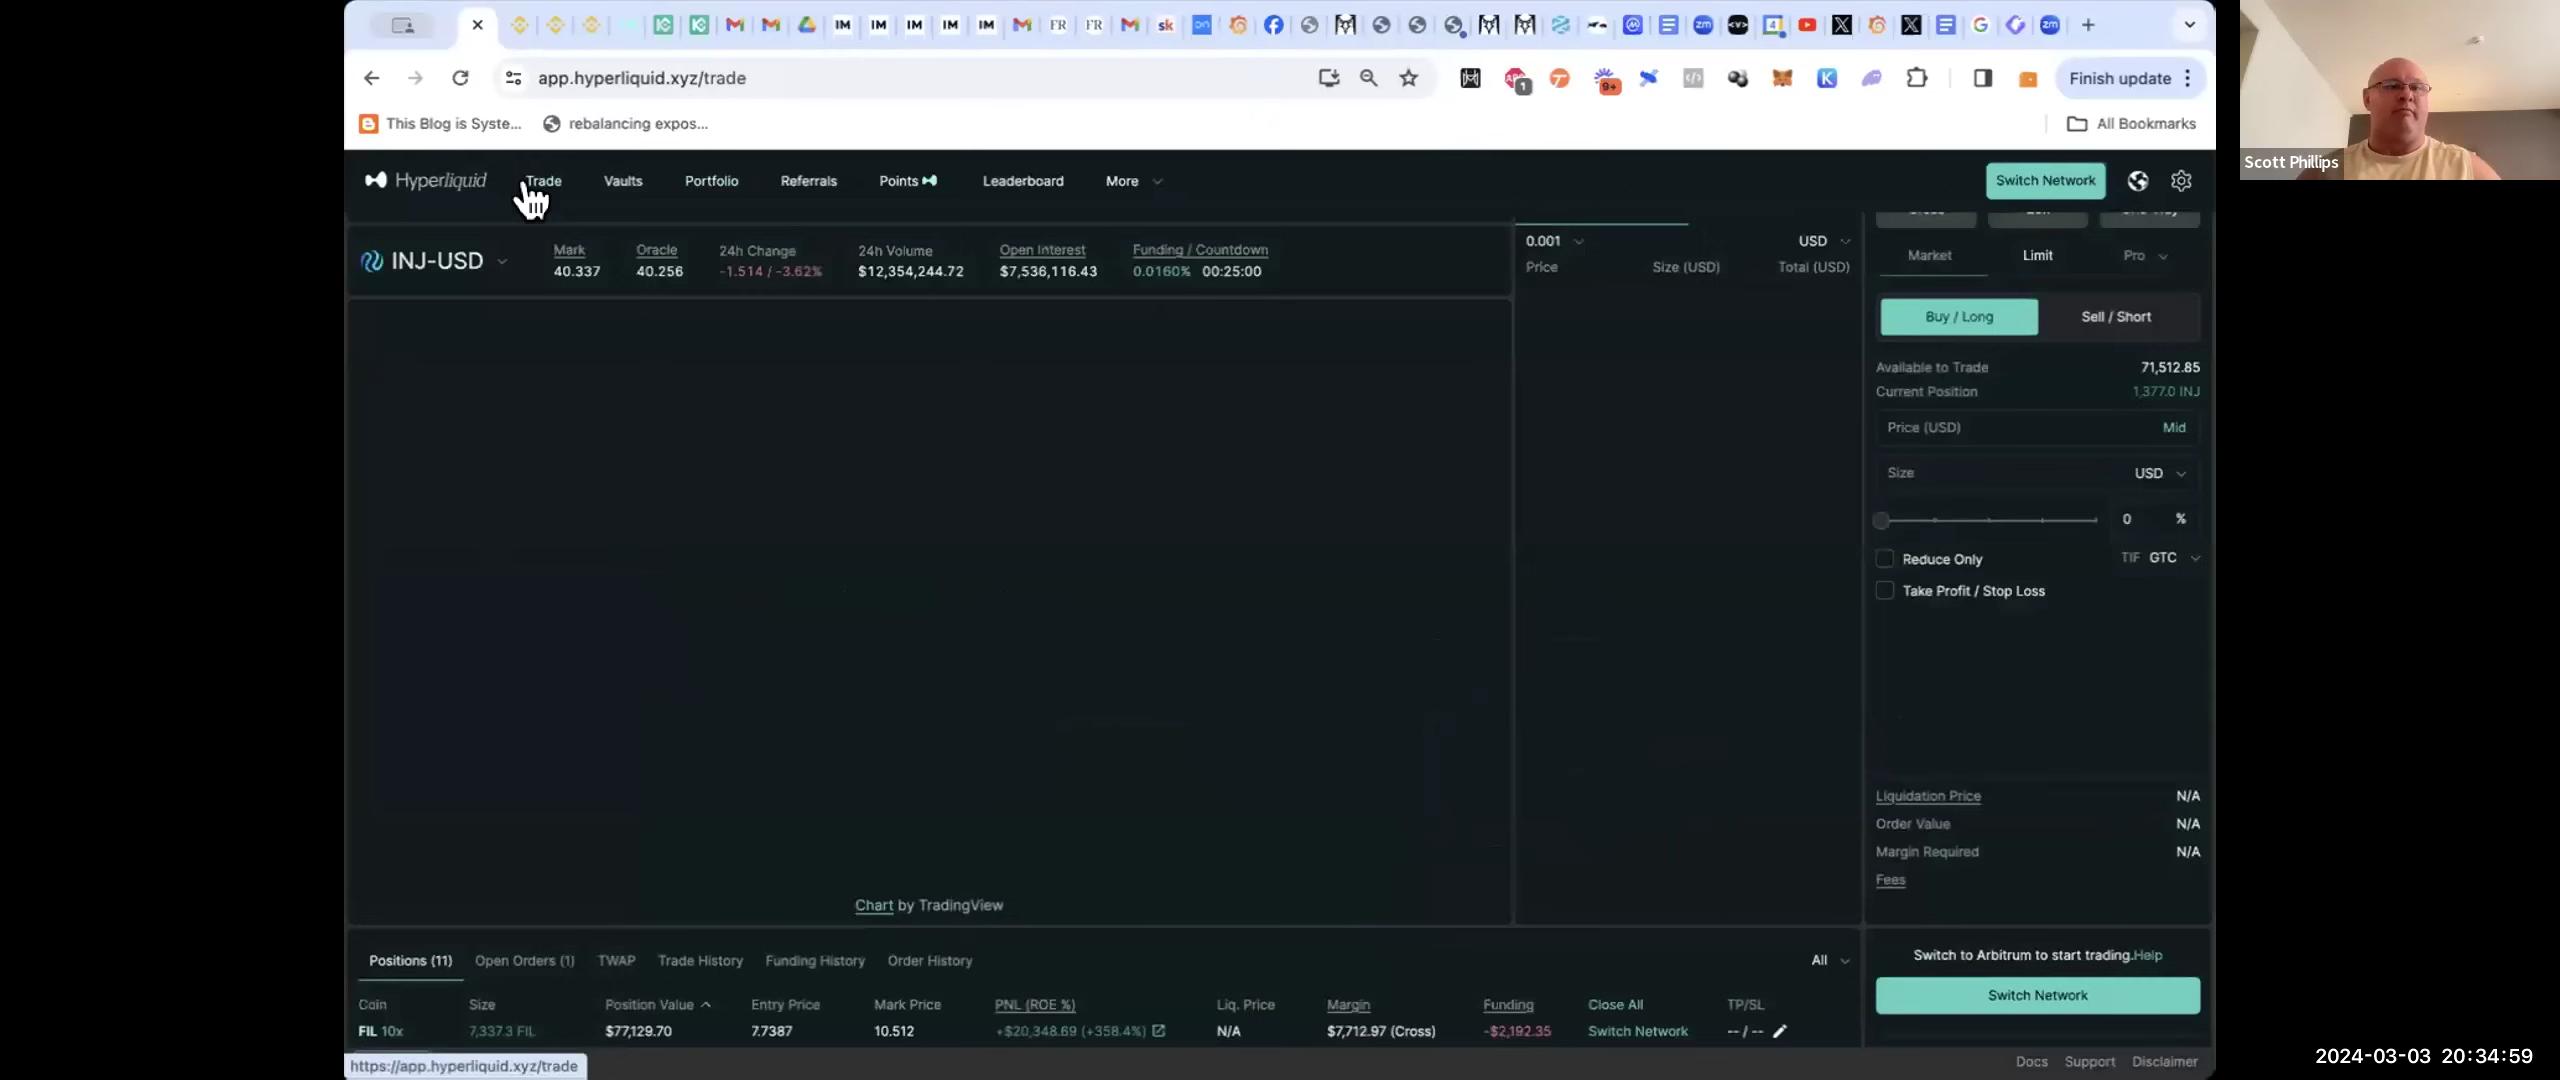 app.hyperliquid.xyz/trade
Finish update
This Blog is Syste...
rebalancing expos...
All Bookmarks
Hyperliquid
Trade
Vaults
Portfolio
Referrals
Points
Leaderboard
More
Switch Network
Scott Phillips
INJ-USD
Mark
40.337
Oracle
40.256
24h Change
-1.514 / -3.62%
24h Volume
$12,354,244.72
Open Interest
$7,536,116.43
Funding / Countdown
0.0160% 00:25:00
0.001
USD
Price
Size (USD)
Total (USD)
Market
Limit
Pro
Buy / Long
Sell / Short
Available to Trade
71,512.85
Current Position
1,377.0 INJ
Price (USD)
Mid
Size
USD
0 %
Reduce Only
TIF GTC
Take Profit / Stop Loss
Liquidation Price
N/A
Order Value
N/A
Margin Required
N/A
Fees
Chart by TradingView
Positions (11)
Open Orders (1)
TWAP
Trade History
Funding History
Order History
All
Switch to Arbitrum to start trading.Help
Switch Network
Coin
Size
Position Value
Entry Price
Mark Price
PNL (ROE %)
Liq. Price
Margin
Funding
Close All
TP/SL
FIL 10x
7,337.3 FIL
$77,129.70
7.7387
10.512
+$20,348.69 (+358.4%)
N/A
$7,712.97 (Cross)
-$2,192.35
Switch Network
-- / --
https://app.hyperliquid.xyz/trade
Docs
Support
Disclaimer
2024-03-03 20:34:59